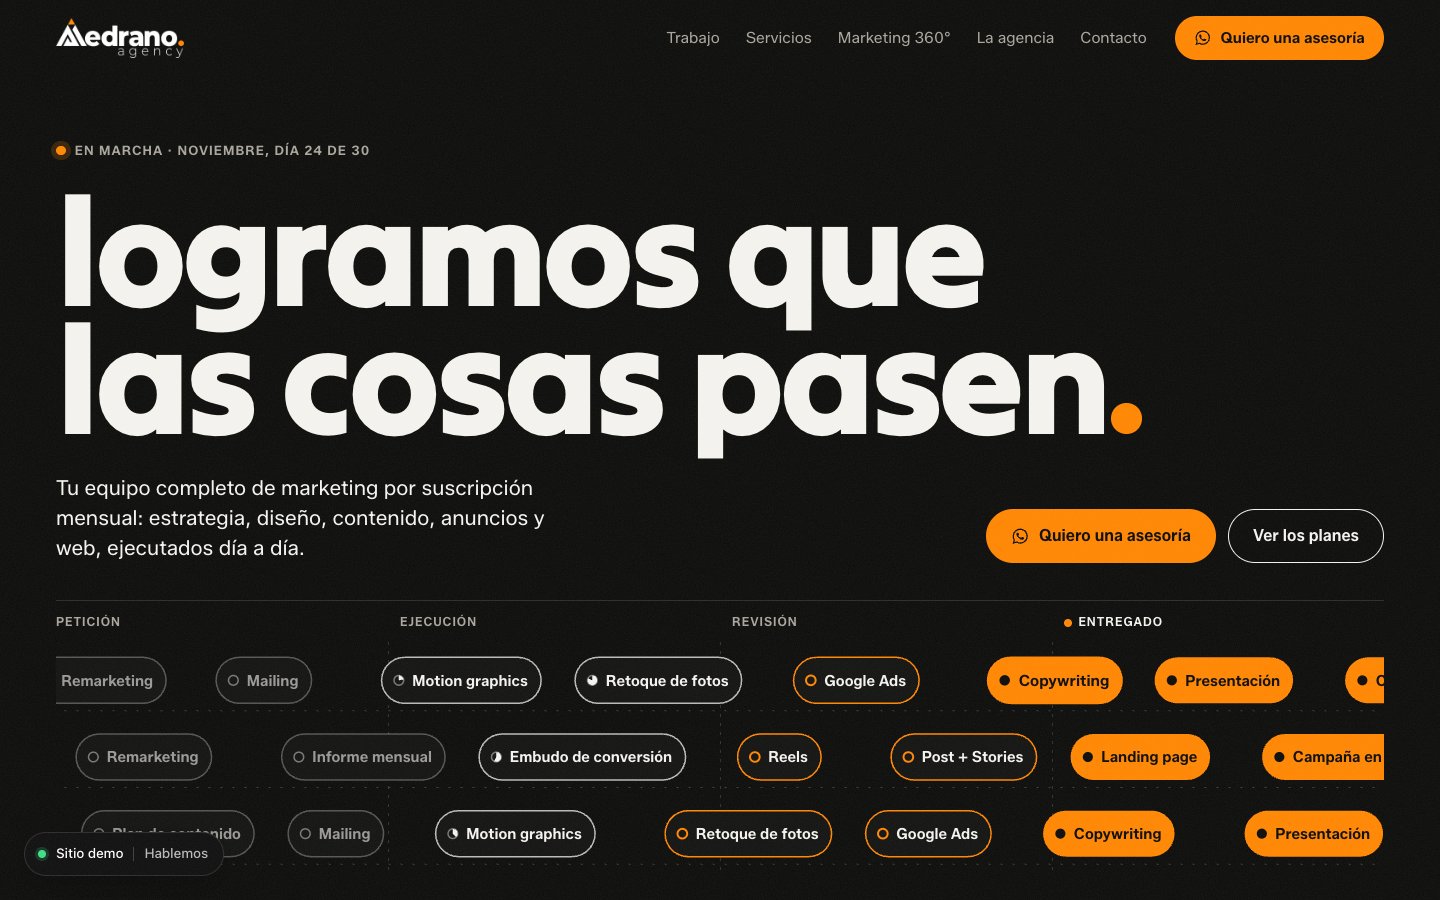 Medrano.
agency
Trabajo
Servicios
Marketing 360°
La agencia
Contacto
Quiero una asesoría
EN MARCHA · NOVIEMBRE, DÍA 24 DE 30
logramos que
las cosas pasen.
Tu equipo completo de marketing por suscripción
mensual: estrategia, diseño, contenido, anuncios y
web, ejecutados día a día.
Quiero una asesoría
Ver los planes
PETICIÓN
EJECUCIÓN
REVISIÓN
ENTREGADO
Remarketing
Mailing
Motion graphics
Retoque de fotos
Google Ads
Copywriting
Presentación
Remarketing
Informe mensual
Embudo de conversión
Reels
Post + Stories
Landing page
Campaña en
Mailing
Motion graphics
Retoque de fotos
Google Ads
Copywriting
Presentación
Sitio demo
Hablemos